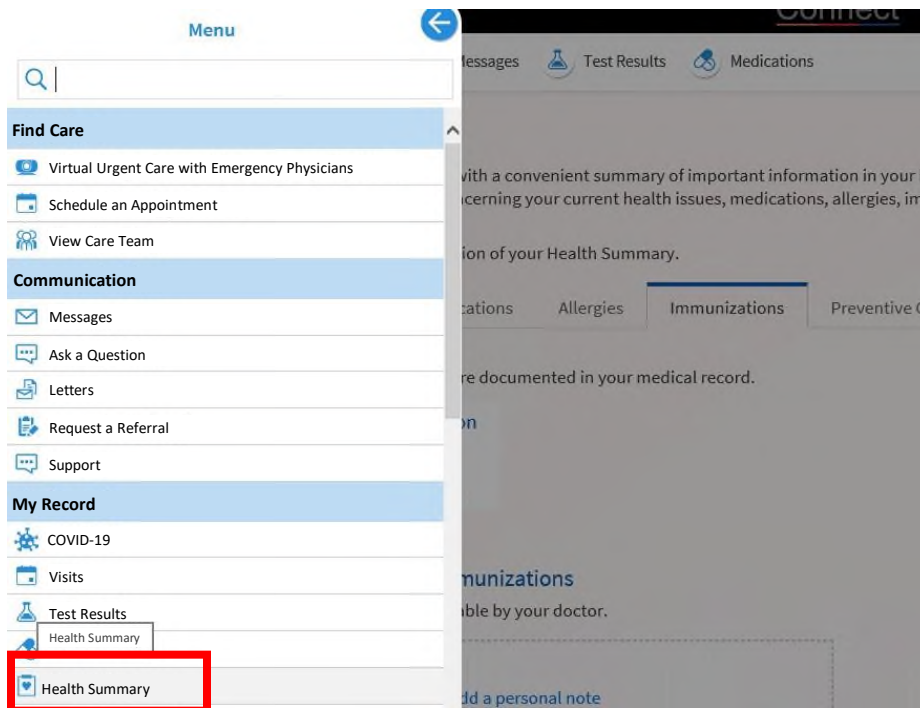 Menu
Find Care
Virtual Urgent Care with Emergency Physicians
Schedule an Appointment
View Care Team
Communication
Messages
Ask a Question
Letters
Request a Referral
Support
My Record
COVID-19
Visits
Test Results
Health Summary
Health Summary
Connect
Messages Test Results Medications
with a convenient summary of important information in your
ncerning your current health issues, medications, allergies, im
ion of your Health Summary.
cations Allergies Immunizations Preventive C
re documented in your medical record.
on
munizations
able by your doctor.
dd a personal note